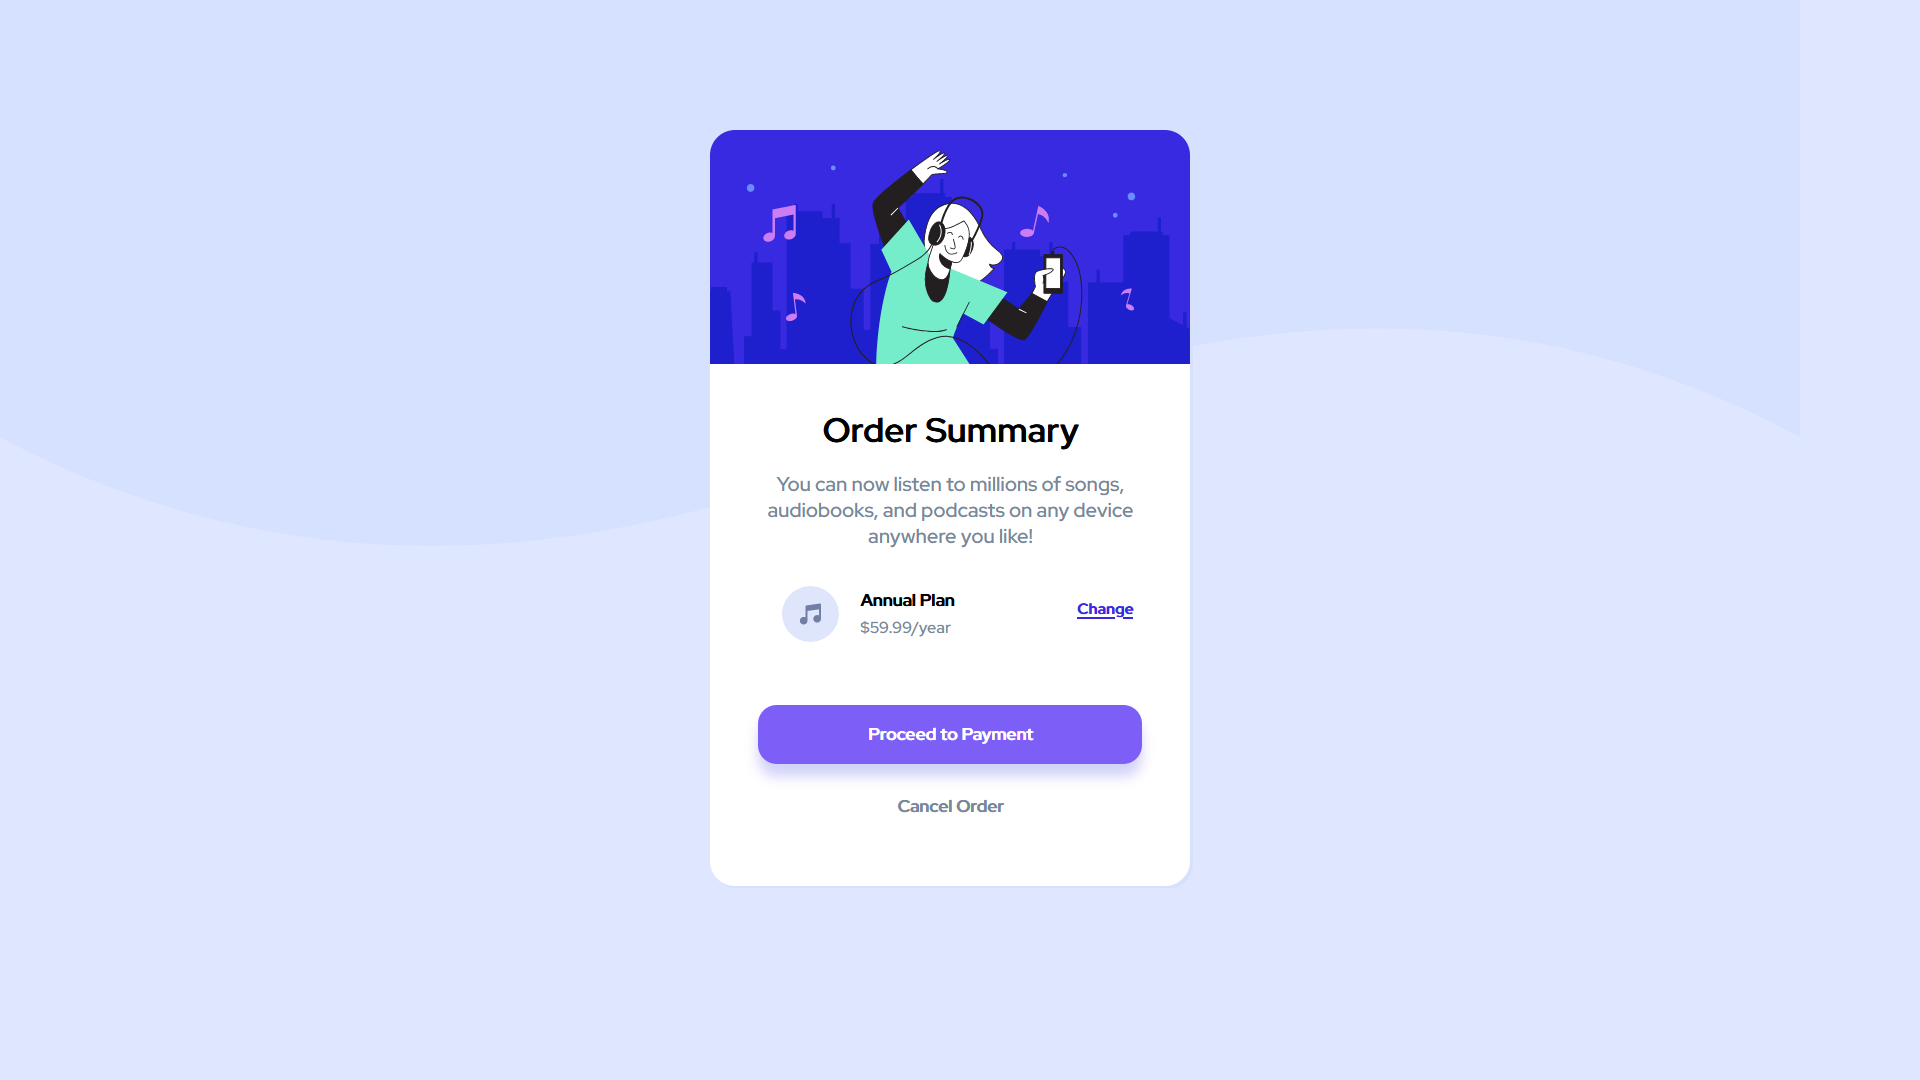 Order Summary
You can now listen to millions of songs,
audiobooks, and podcasts on any device
anywhere you like!
Annual Plan
Change
$59.99/year
Proceed to Payment
Cancel Order